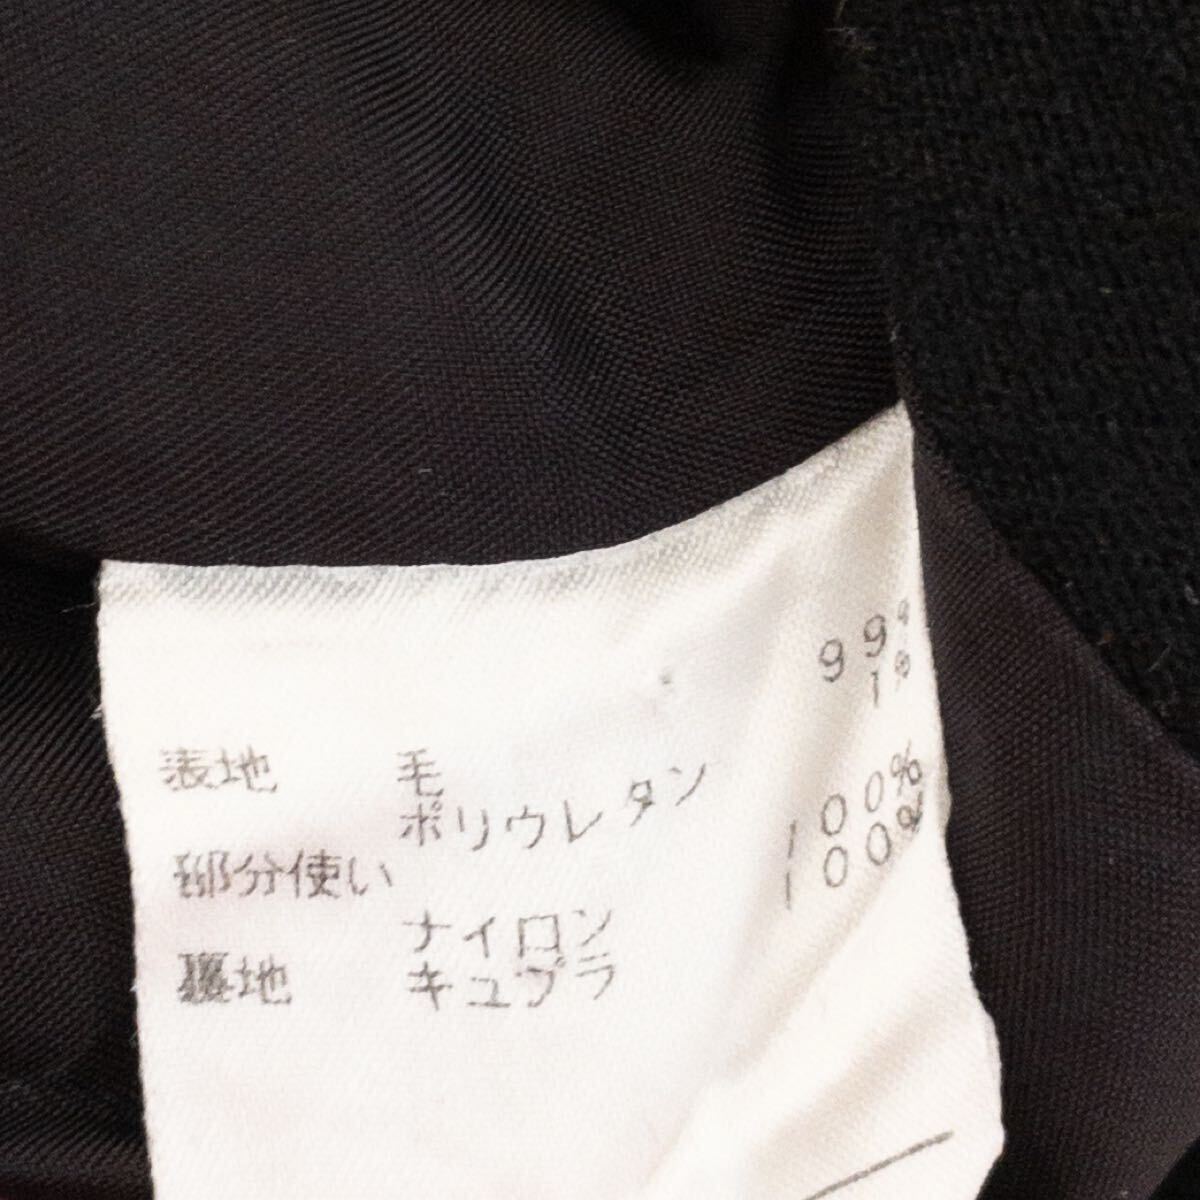 表地 毛 99%
ポリウレタン 1%
部分使い
ナイロン 100%
裏地 キュプラ 100%